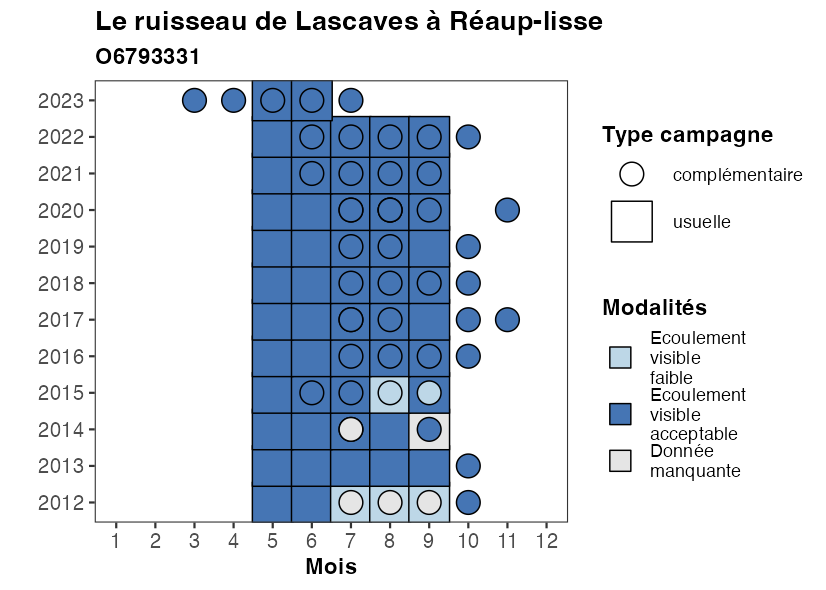 Le ruisseau de Lascaves à Réaup-lisse
O6793331
2023
2022
2021
2020
2019
2018
2017
2016
2015
2014
2013
2012
1 2 3 4 5 6 7 8 9 10 11 12
Mois
Type campagne
complémentaire
usuelle
Modalités
Ecoulement
visible
faible
Ecoulement
visible
acceptable
Donnée
manquante